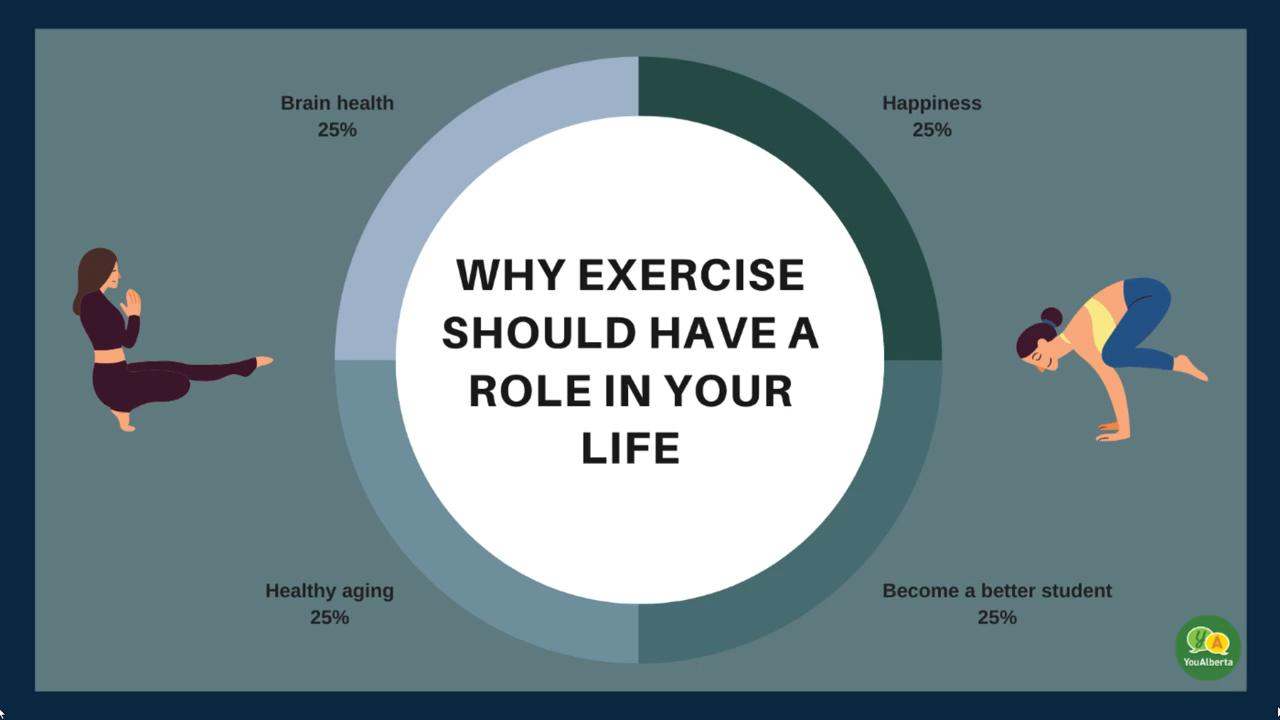 Brain health
25%
Happiness
25%
WHY EXERCISE
SHOULD HAVE A
ROLE IN YOUR
LIFE
Healthy aging
25%
Become a better student
25%
YA
YouAlberta